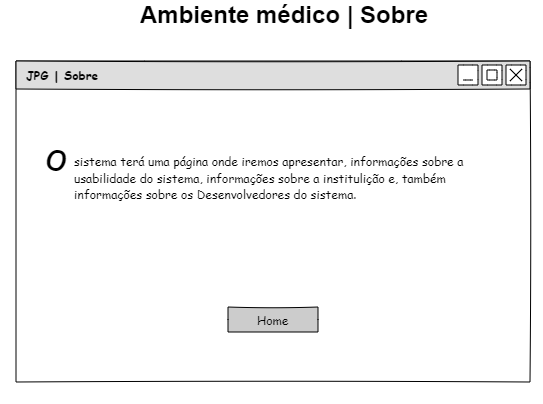 Ambiente médico | Sobre
JPG | Sobre
O sistema terá uma página onde iremos apresentar, informações sobre a
usabilidade do sistema, informações sobre a institulição e, também
informações sobre os Desenvolvedores do sistema.
Home